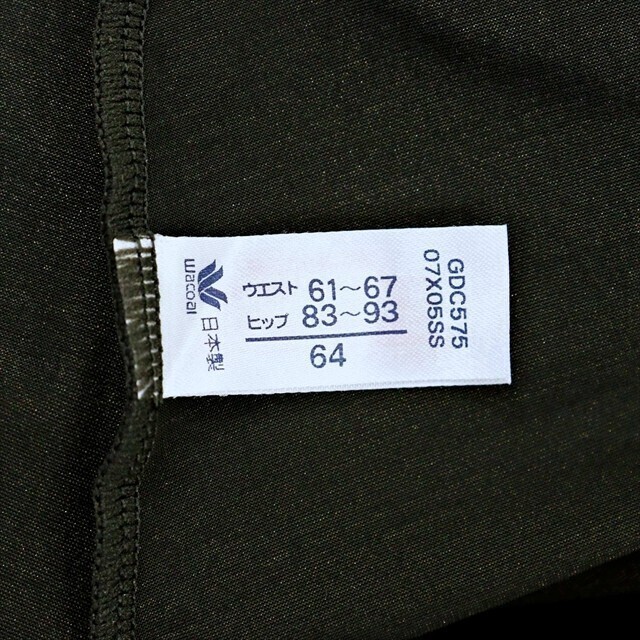 Wacoal
日本製
ウエスト 61～67
ヒップ 83～93
64
GDC575
07X05SS